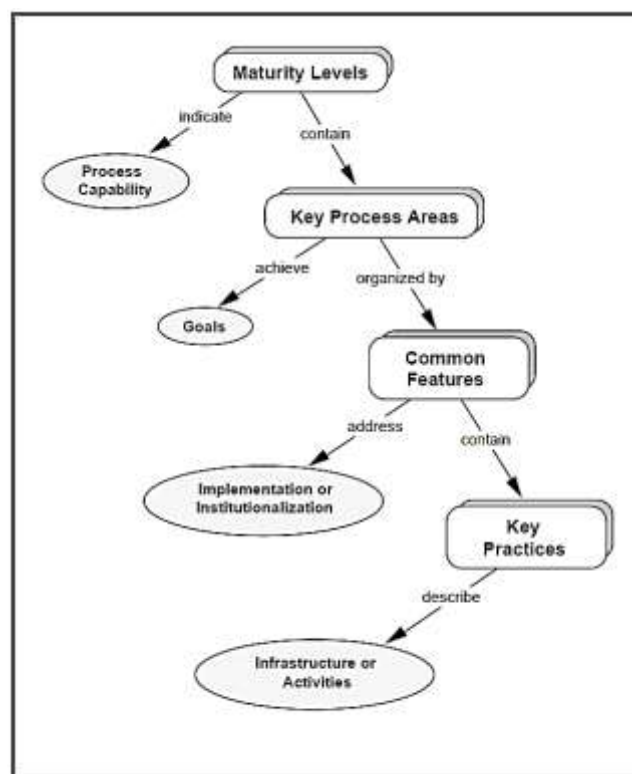 Maturity Levels
indicate
contain
Process
Capability
Key Process Areas
achieve
organized by
Goals
Common
Features
address
contain
Implementation or
Institutionalization
Key
Practices
describe
Infrastructure or
Activities